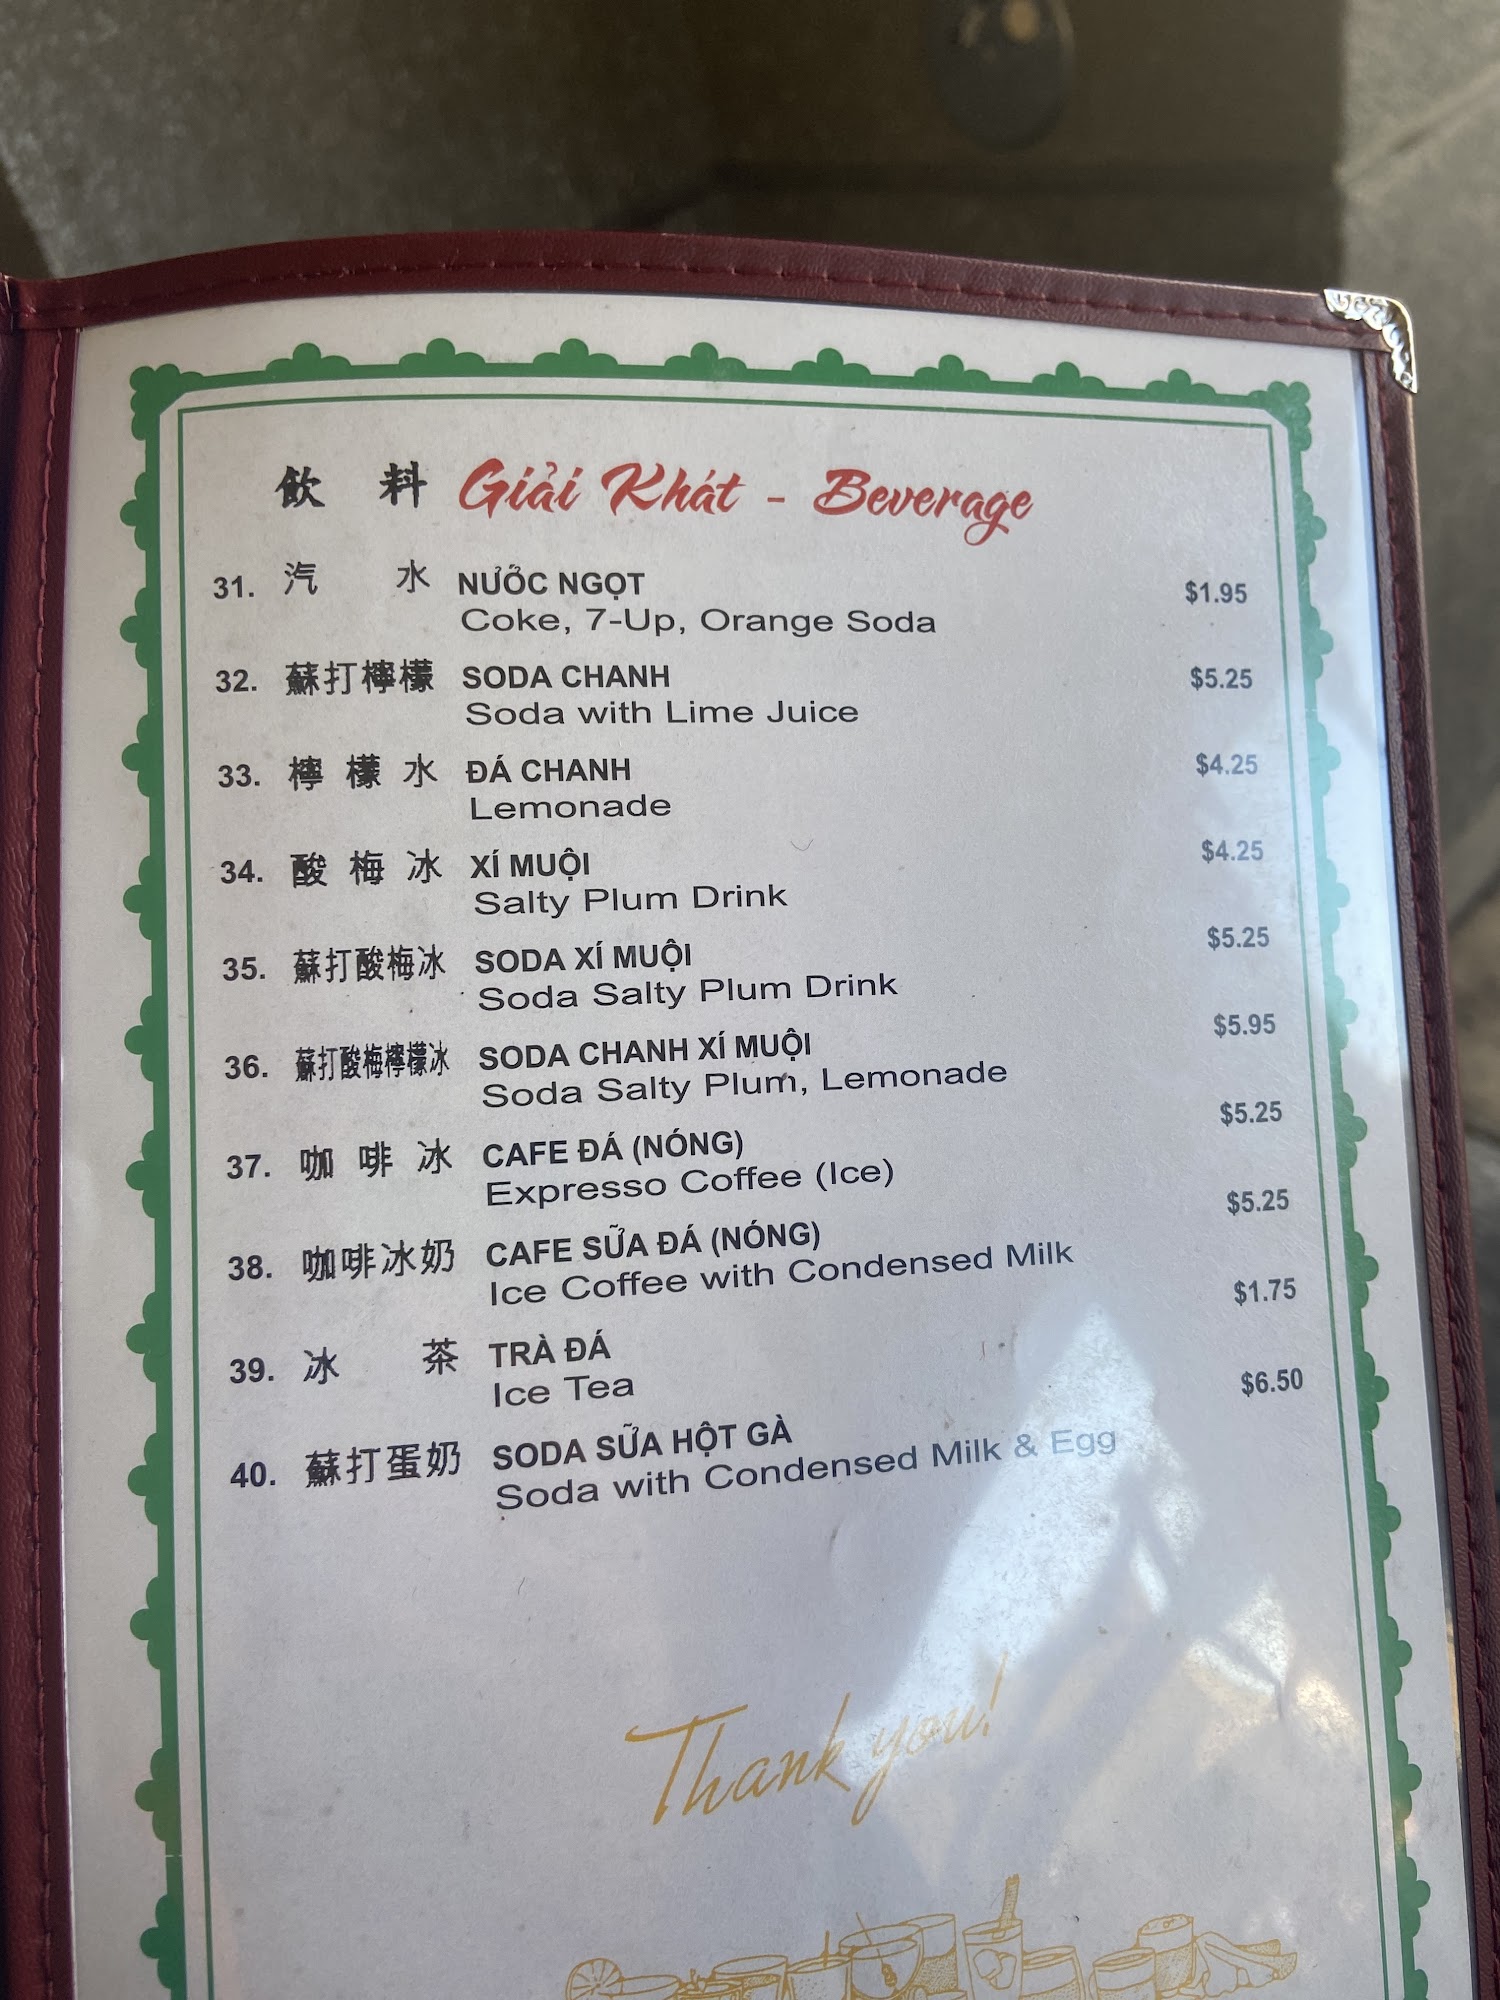 飲料 Giải Khát - Beverage
31. 汽水 NƯỚC NGỌT $1.95
Coke, 7-Up, Orange Soda
32. 蘇打檸檬 SODA CHANH $5.25
Soda with Lime Juice
33. 檸檬水 ĐÁ CHANH $4.25
Lemonade
34. 酸梅冰 XÍ MUỘI $4.25
Salty Plum Drink
35. 蘇打酸梅冰 SODA XÍ MUỘI $5.25
Soda Salty Plum Drink
36. 蘇打酸梅檸檬冰 SODA CHANH XÍ MUỘI $5.95
Soda Salty Plum, Lemonade
37. 咖啡冰 CAFE ĐÁ (NÓNG) $5.25
Expresso Coffee (Ice)
38. 咖啡冰奶 CAFE SỮA ĐÁ (NÓNG) $5.25
Ice Coffee with Condensed Milk
39. 冰茶 TRÀ ĐÁ $1.75
Ice Tea
40. 蘇打蛋奶 SODA SỮA HỘT GÀ $6.50
Soda with Condensed Milk & Egg
Thank you!